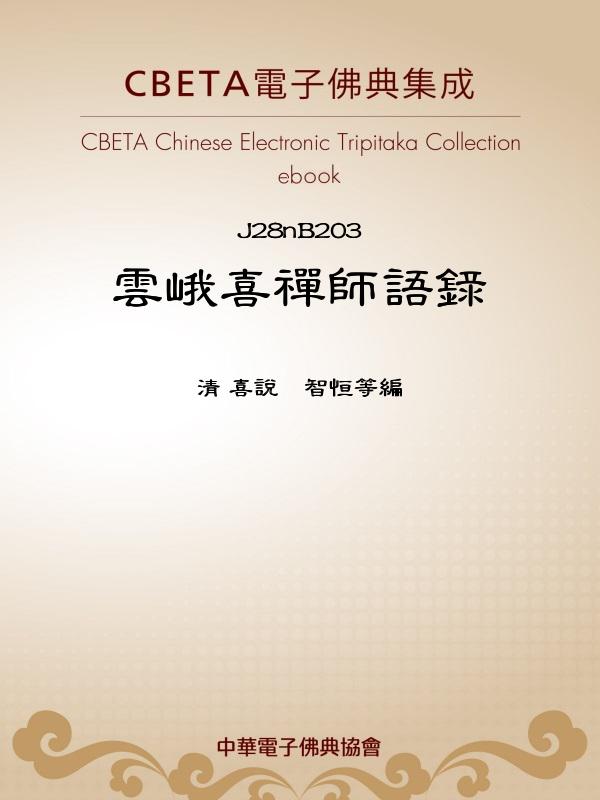 CBETA電子佛典集成
CBETA Chinese Electronic Tripitaka Collection
ebook
J28nB203
雲峨喜禪師語錄
清 喜說　智恒等編
中華電子佛典協會